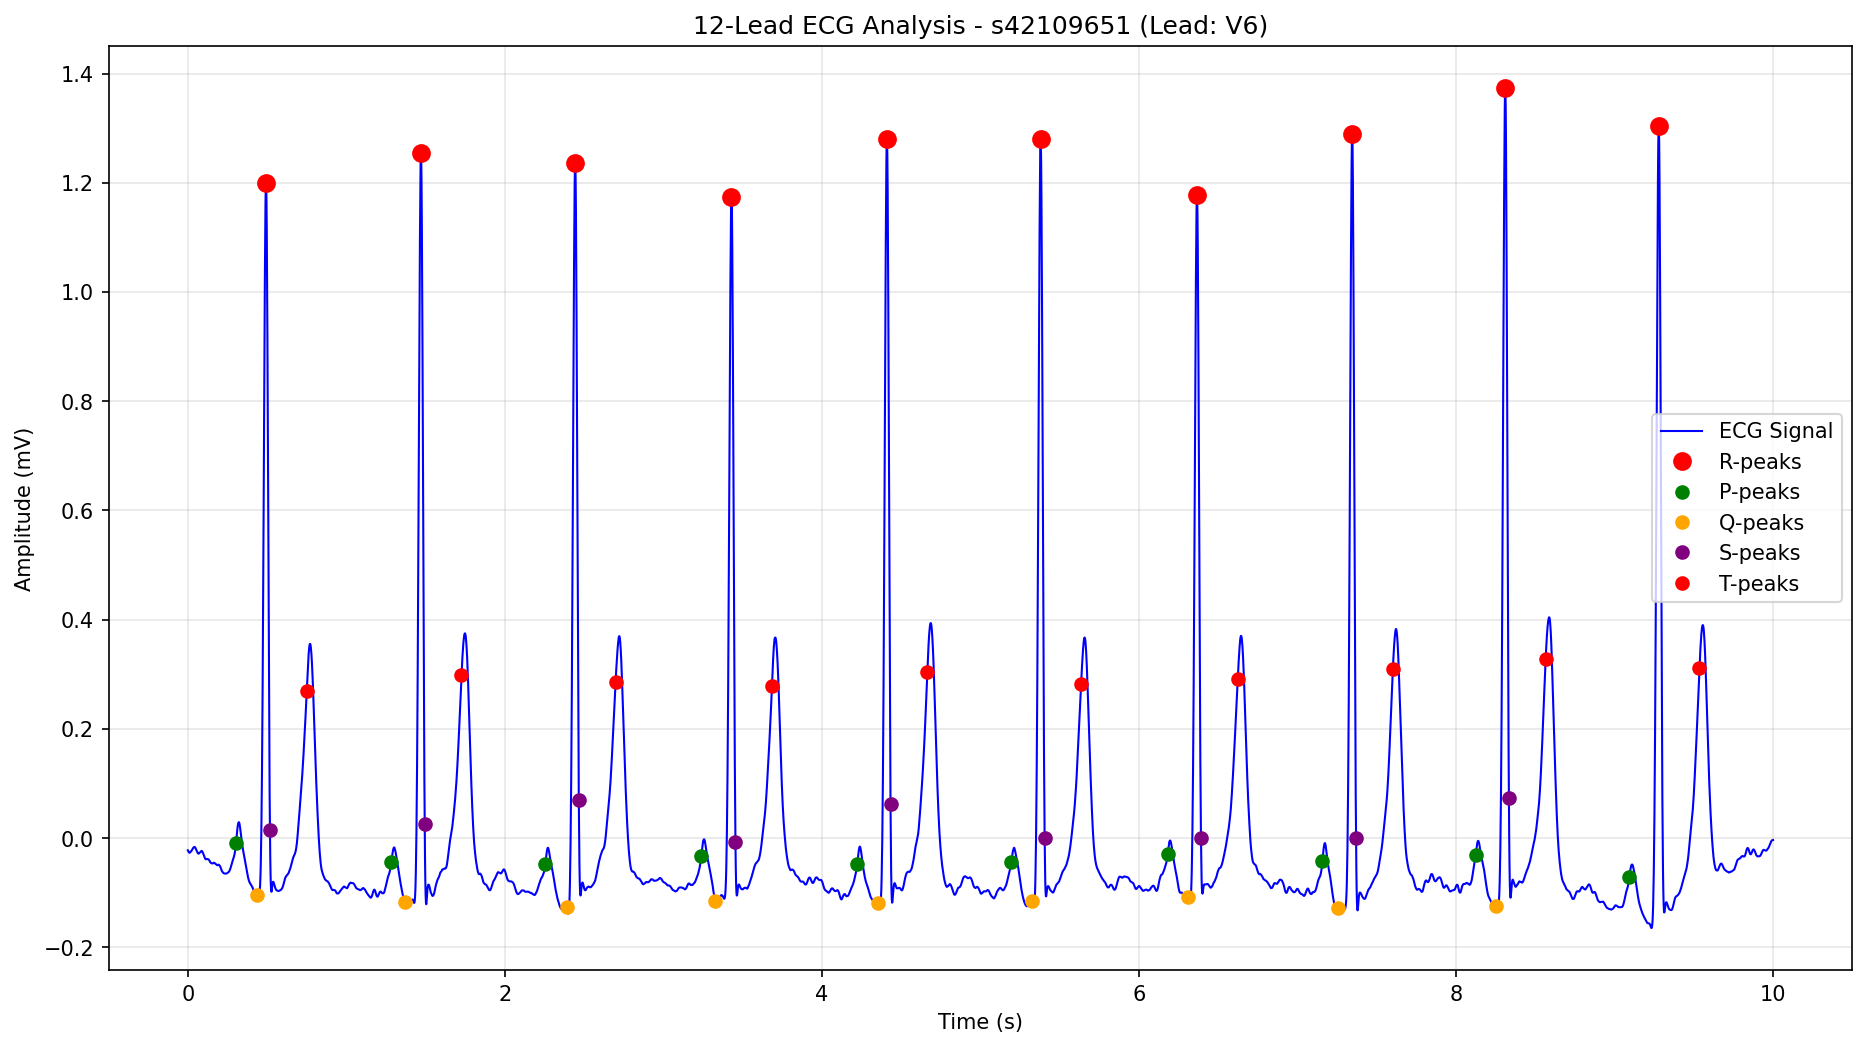 12-Lead ECG Analysis - s42109651 (Lead: V6)
1.4
1.2
1.0
0.8
0.6
0.4
0.2
0.0
−0.2
Amplitude (mV)
ECG Signal
R-peaks
P-peaks
Q-peaks
S-peaks
T-peaks
0 2 4 6 8 10
Time (s)